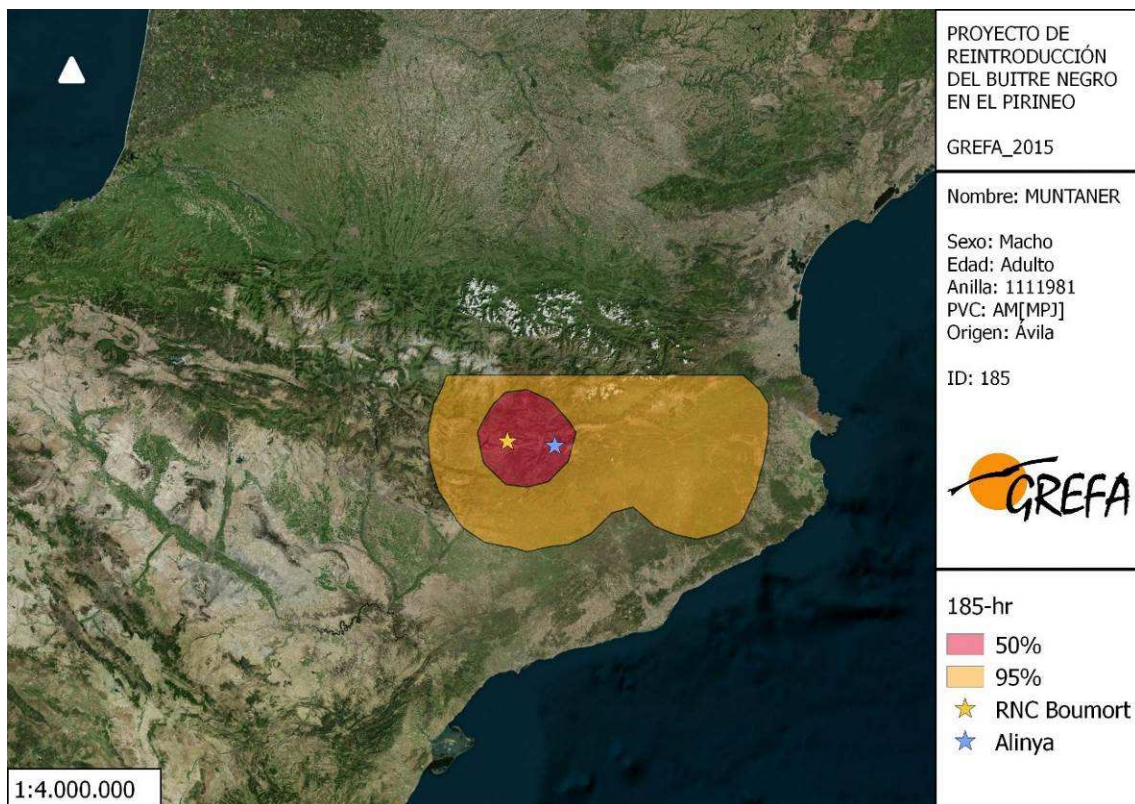 PROYECTO DE
REINTRODUCCIÓN
DEL BUITRE NEGRO
EN EL PIRINEO
GREFA_2015
Nombre: MUNTANER
Sexo: Macho
Edad: Adulto
Anilla: 1111981
PVC: AM[MPJ]
Origen: Ávila
ID: 185
GREFA
185-hr
50%
95%
RNC Boumort
Alinya
1:4.000.000